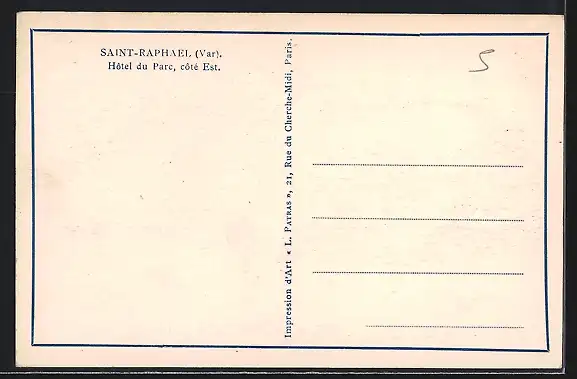 SAINT-RAPHAEL (Var).
Hôtel du Parc, côté Est.
Impression d'Art « L. PATRAS », 21, Rue du Cherche-Midi, Paris.
5